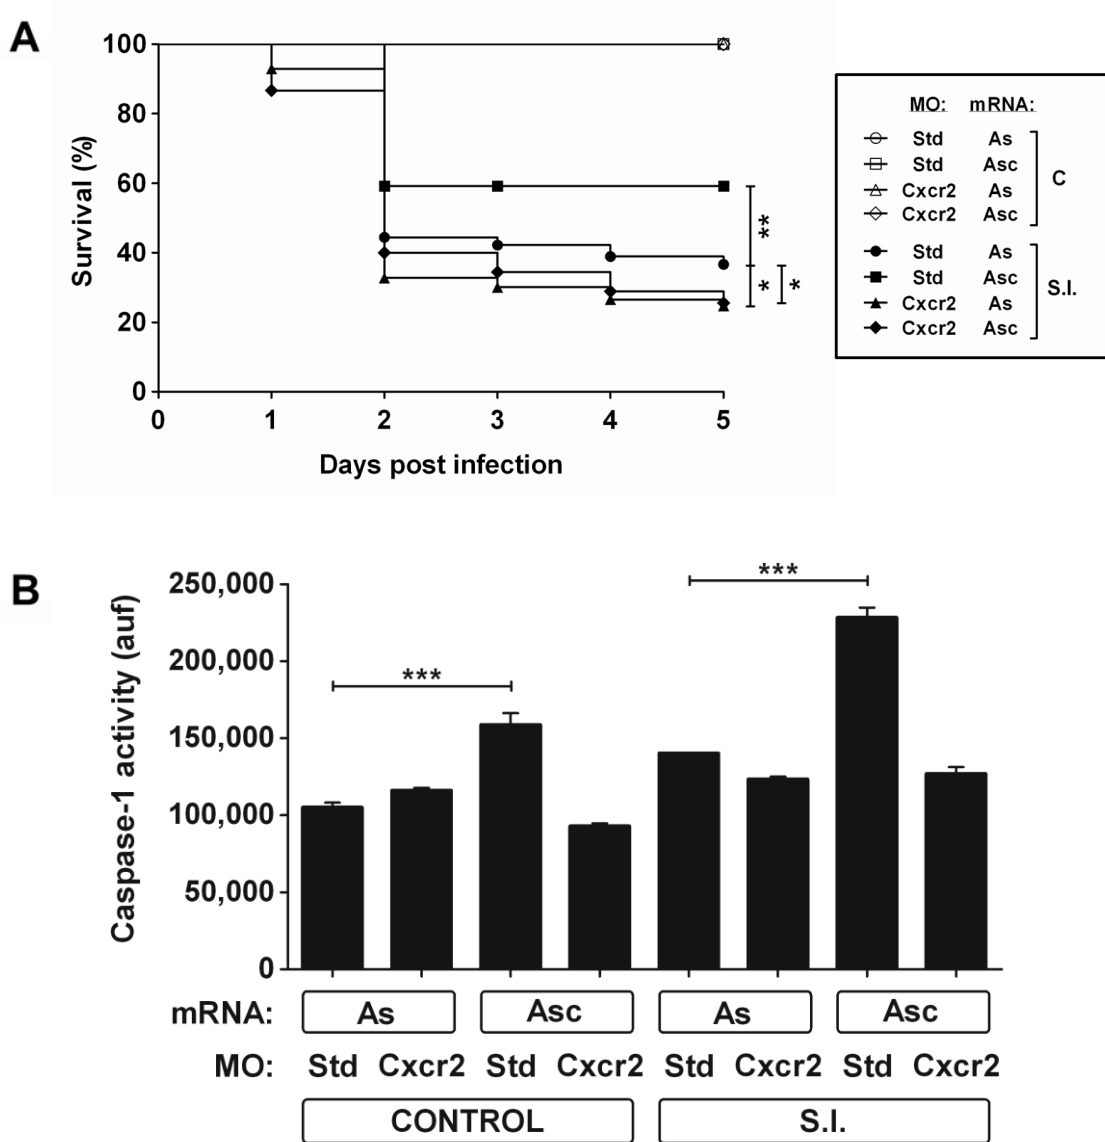 A
100
80
60
40
20
0
Survival (%)
0 1 2 3 4 5
Days post infection
**
* *
MO: mRNA:
Std As
Std Asc
Cxcr2 As
Cxcr2 Asc
C
Std As
Std Asc
Cxcr2 As
Cxcr2 Asc
S.I.
B
250,000
200,000
150,000
100,000
50,000
0
Caspase-1 activity (auf)
***
***
mRNA: As Asc As Asc
MO: Std Cxcr2 Std Cxcr2 Std Cxcr2 Std Cxcr2
CONTROL S.I.